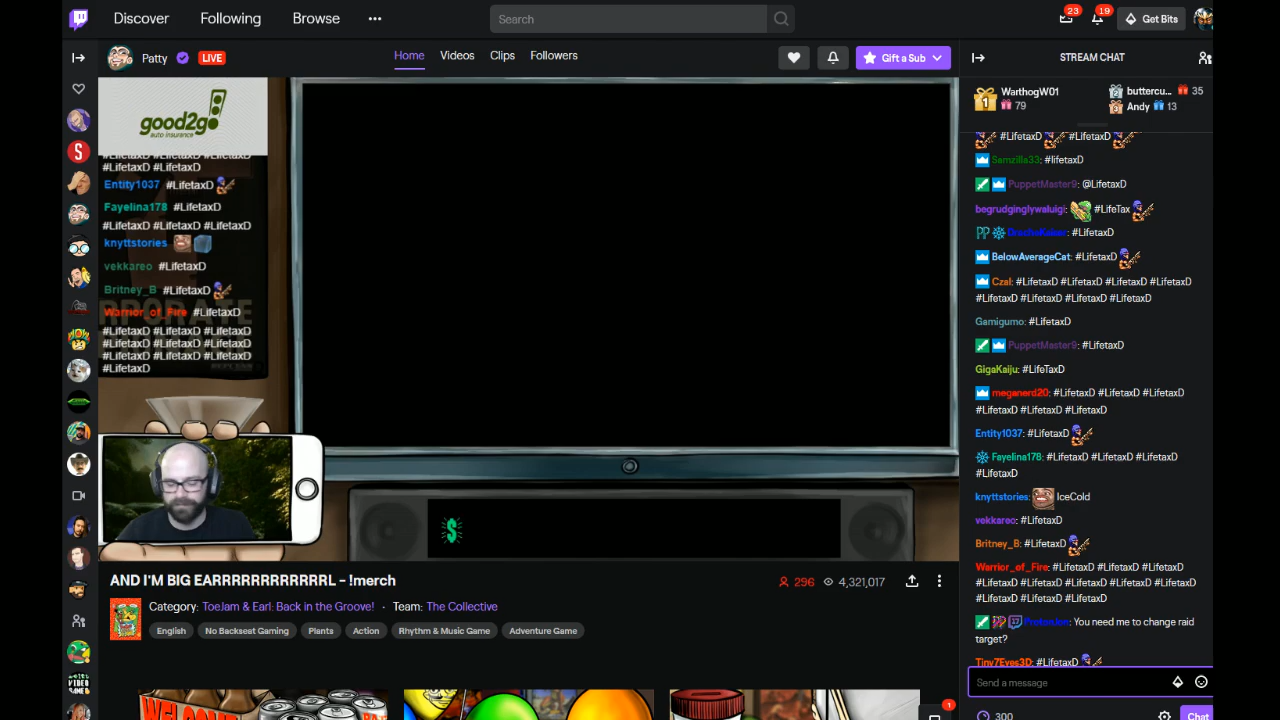 Discover Following Browse
Search
23 19 Get Bits
Patty LIVE
Home Videos Clips Followers
Gift a Sub
good2go
auto insurance
#LifetaxD #LifetaxD #LifetaxD
#LifetaxD #LifetaxD
Entity1037 #LifetaxD
Fayelina178 #LifetaxD
#LifetaxD #LifetaxD #LifetaxD
knyttstories
vekkareo #LifetaxD
Britney_B #LifetaxD
Warrior_of_Fire #LifetaxD
#LifetaxD #LifetaxD #LifetaxD
#LifetaxD #LifetaxD #LifetaxD
#LifetaxD #LifetaxD #LifetaxD
#LifetaxD
$
AND I'M BIG EARRRRRRRRRRRRL - !merch
296 4,321,017
Category: ToeJam & Earl: Back in the Groove! · Team: The Collective
English No Backseat Gaming Plants Action Rhythm & Music Game Adventure Game
STREAM CHAT
1 WarthogW01 79
2 buttercu... 35
3 Andy 13
#LifetaxD #LifetaxD
Samzilla33: #lifetaxD
PuppetMaster9: @LifetaxD
begrudginglywaluigi: #LifeTax
DracheKaiser: #LifetaxD
BelowAverageCat: #LifetaxD
Czal: #LifetaxD #LifetaxD #LifetaxD #LifetaxD
#LifetaxD #LifetaxD #LifetaxD #LifetaxD
Gamigumo: #LifetaxD
PuppetMaster9: #LifetaxD
GigaKaiju: #LifeTaxD
meganerd20: #LifetaxD #LifetaxD #LifetaxD
#LifetaxD #LifetaxD #LifetaxD #LifetaxD
Entity1037: #LifetaxD
Fayelina178: #LifetaxD #LifetaxD #LifetaxD
#LifetaxD
knyttstories: IceCold
vekkareo: #LifetaxD
Britney_B: #LifetaxD
Warrior_of_Fire: #LifetaxD #LifetaxD #LifetaxD
#LifetaxD #LifetaxD #LifetaxD #LifetaxD
#LifetaxD #LifetaxD #LifetaxD #LifetaxD
ProtonJon: You need me to change raid
target?
Tiny7Eyes3D: #LifetaxD
Send a message
300
Chat
1
WELCOME